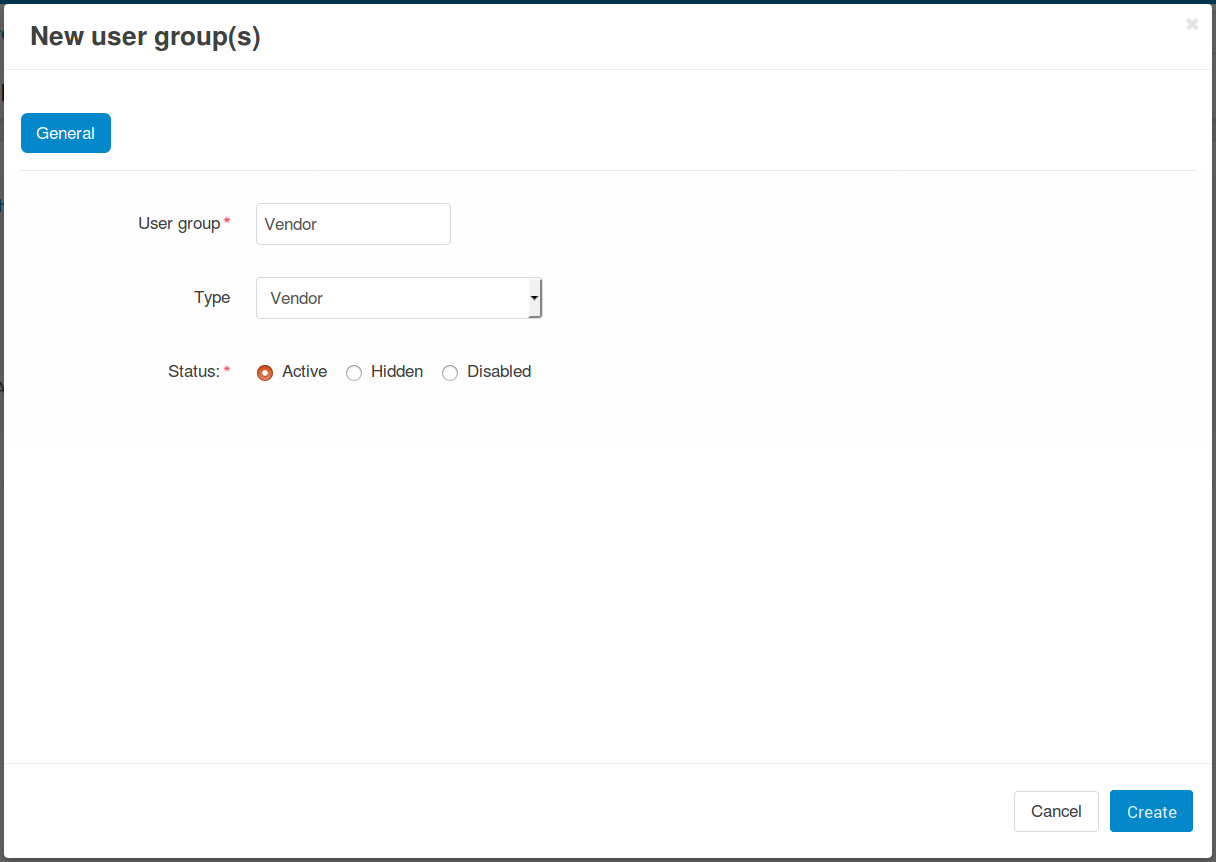 New user group(s)
×
General
User group*
Vendor
Type
Vendor
Status:*
Active Hidden Disabled
Cancel Create